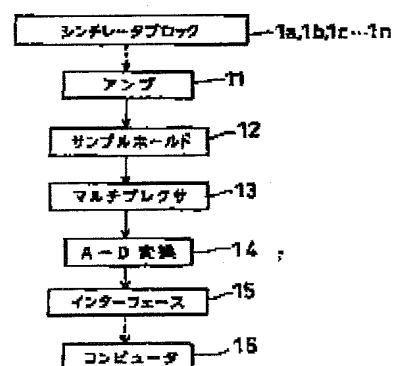 シンチレータブロック 1a,1b,1c…1n
アンプ 11
サンプルホールド 12
マルチプレクサ 13
A－D 変換 14
インターフェース 15
コンピュータ 16